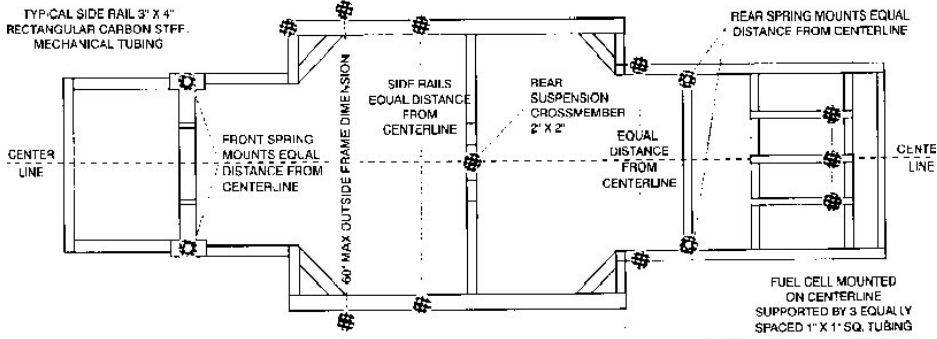 TYPICAL SIDE RAIL 3" X 4"
RECTANGULAR CARBON STEEL
MECHANICAL TUBING
REAR SPRING MOUNTS EQUAL
DISTANCE FROM CENTERLINE
60" MAX OUTSIDE FRAME DIMENSION
SIDE RAILS
EQUAL DISTANCE
FROM
CENTERLINE
REAR
SUSPENSION
CROSSMEMBER
2" X 2"
FRONT SPRING
MOUNTS EQUAL
DISTANCE FROM
CENTERLINE
EQUAL
DISTANCE
FROM
CENTERLINE
CENTER
LINE
CENTE
LINE
FUEL CELL MOUNTED
ON CENTERLINE
SUPPORTED BY 3 EQUALLY
SPACED 1" X 1" SQ. TUBING